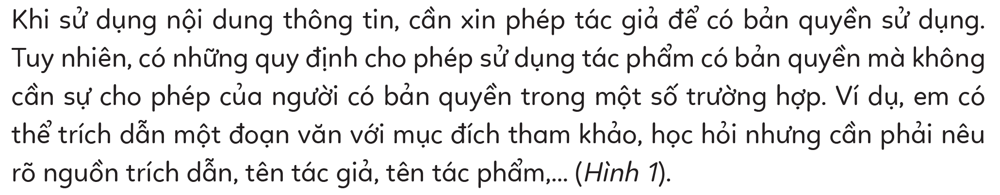 Khi sử dụng nội dung thông tin, cần xin phép tác giả để có bản quyền sử dụng.
Tuy nhiên, có những quy định cho phép sử dụng tác phẩm có bản quyền mà không
cần sự cho phép của người có bản quyền trong một số trường hợp. Ví dụ, em có
thể trích dẫn một đoạn văn với mục đích tham khảo, học hỏi nhưng cần phải nêu
rõ nguồn trích dẫn, tên tác giả, tên tác phẩm,... (Hình 1).